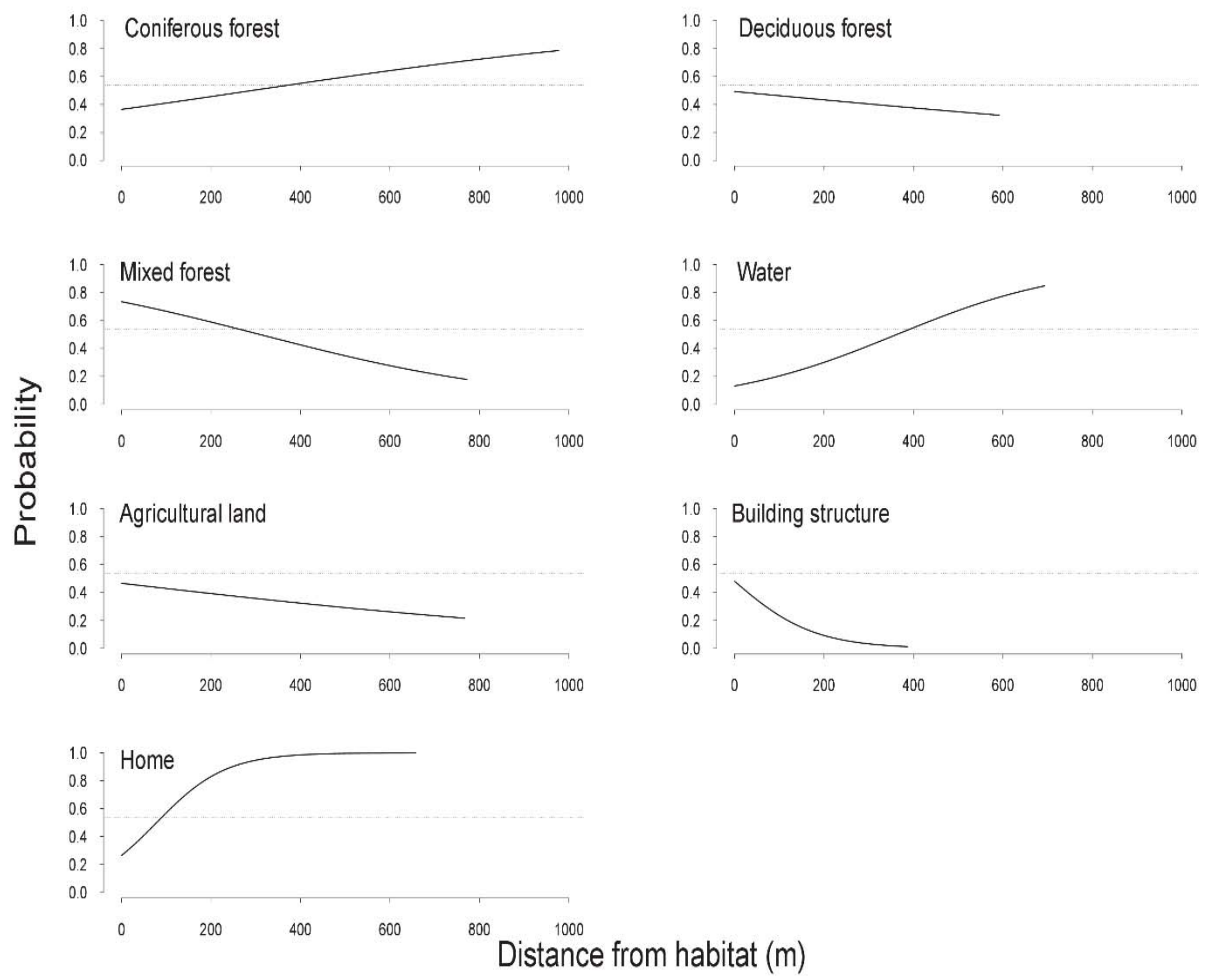 Probability
Coniferous forest
1.0
0.8
0.6
0.4
0.2
0.0
0 200 400 600 800 1000
Deciduous forest
1.0
0.8
0.6
0.4
0.2
0.0
0 200 400 600 800 1000
Mixed forest
1.0
0.8
0.6
0.4
0.2
0.0
0 200 400 600 800 1000
Water
1.0
0.8
0.6
0.4
0.2
0.0
0 200 400 600 800 1000
Agricultural land
1.0
0.8
0.6
0.4
0.2
0.0
0 200 400 600 800 1000
Building structure
1.0
0.8
0.6
0.4
0.2
0.0
0 200 400 600 800 1000
Home
1.0
0.8
0.6
0.4
0.2
0.0
0 200 400 600 800 1000
Distance from habitat (m)